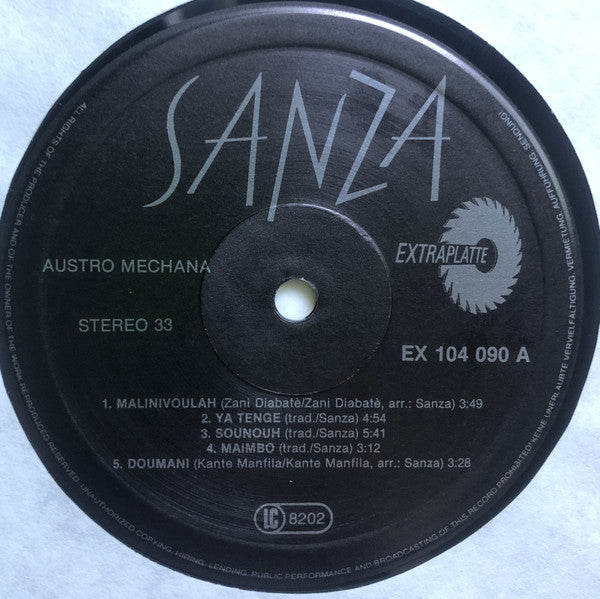 SANZA
EXTRAPLATTE
AUSTRO MECHANA
STEREO 33
EX 104 090 A
1. MALINIVOULAH (Zani Diabatè/Zani Diabatè, arr.: Sanza) 3:49
2. YA TENGE (trad./Sanza) 4:54
3. SOUNOUH (trad./Sanza) 5:41
4. MAIMBO (trad./Sanza) 3:12
5. DOUMANI (Kante Manfila/Kante Manfila, arr.: Sanza) 3:28
LC 8202
ALL RIGHTS OF THE PRODUCER AND OF THE OWNER OF THE WORK REPRODUCED RESERVED. UNAUTHORIZED COPYING, HIRING, LENDING, PUBLIC PERFORMANCE AND BROADCASTING OF THIS RECORD PROHIBITED! KEINE UNERLAUBTE VERVIELFÄLTIGUNG, VERMIETUNG, AUFFÜHRUNG, SENDUNG!